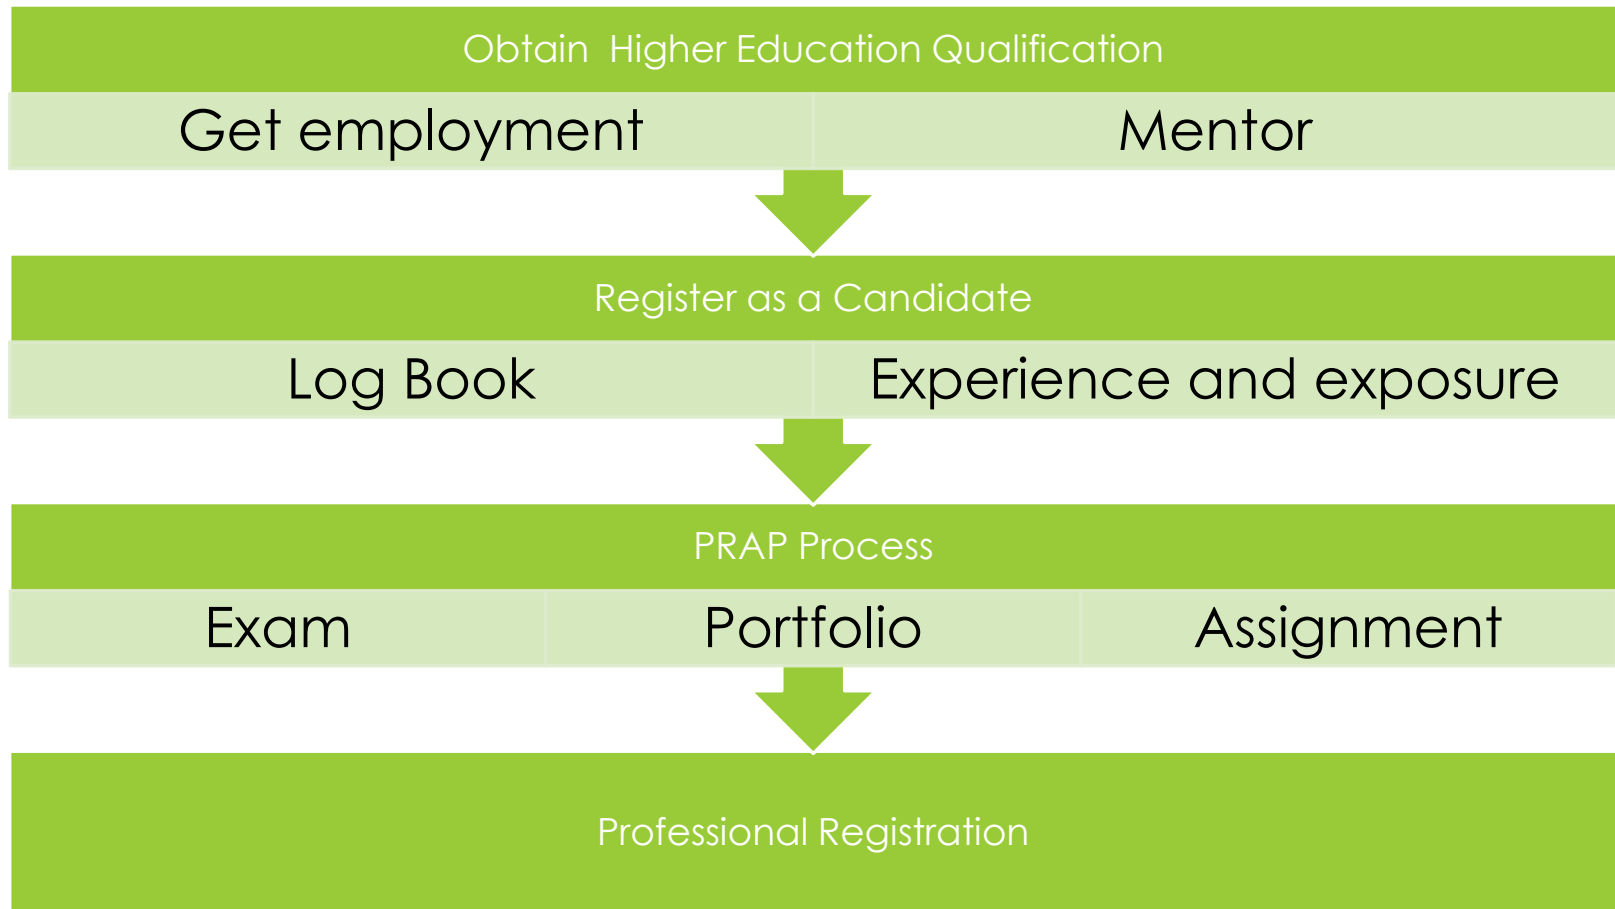 Obtain  Higher Education Qualification
Get employment
Mentor
Register as a Candidate
Log Book
Experience and exposure
PRAP Process
Exam
Portfolio
Assignment
Professional Registration